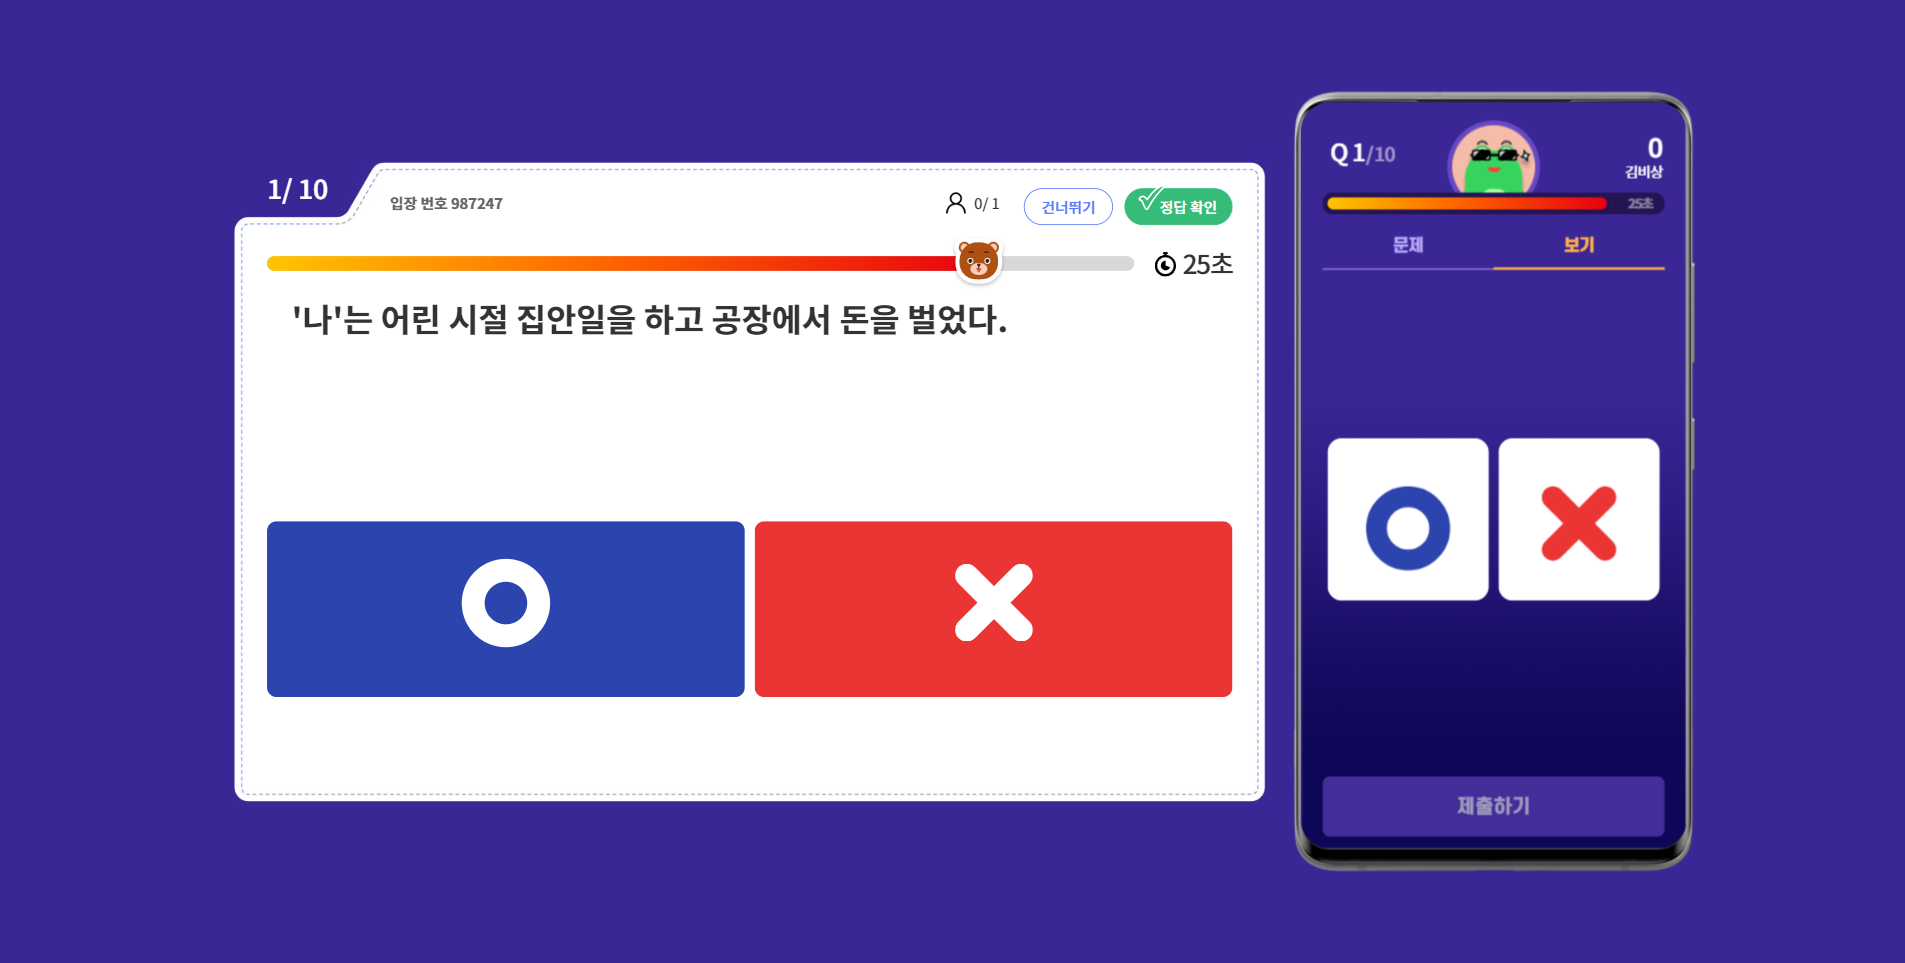 1/ 10
입장 번호 987247
0/ 1
건너뛰기
정답 확인
25초
'나'는 어린 시절 집안일을 하고 공장에서 돈을 벌었다.
Q 1/10
0
김비상
25초
문제
보기
제출하기